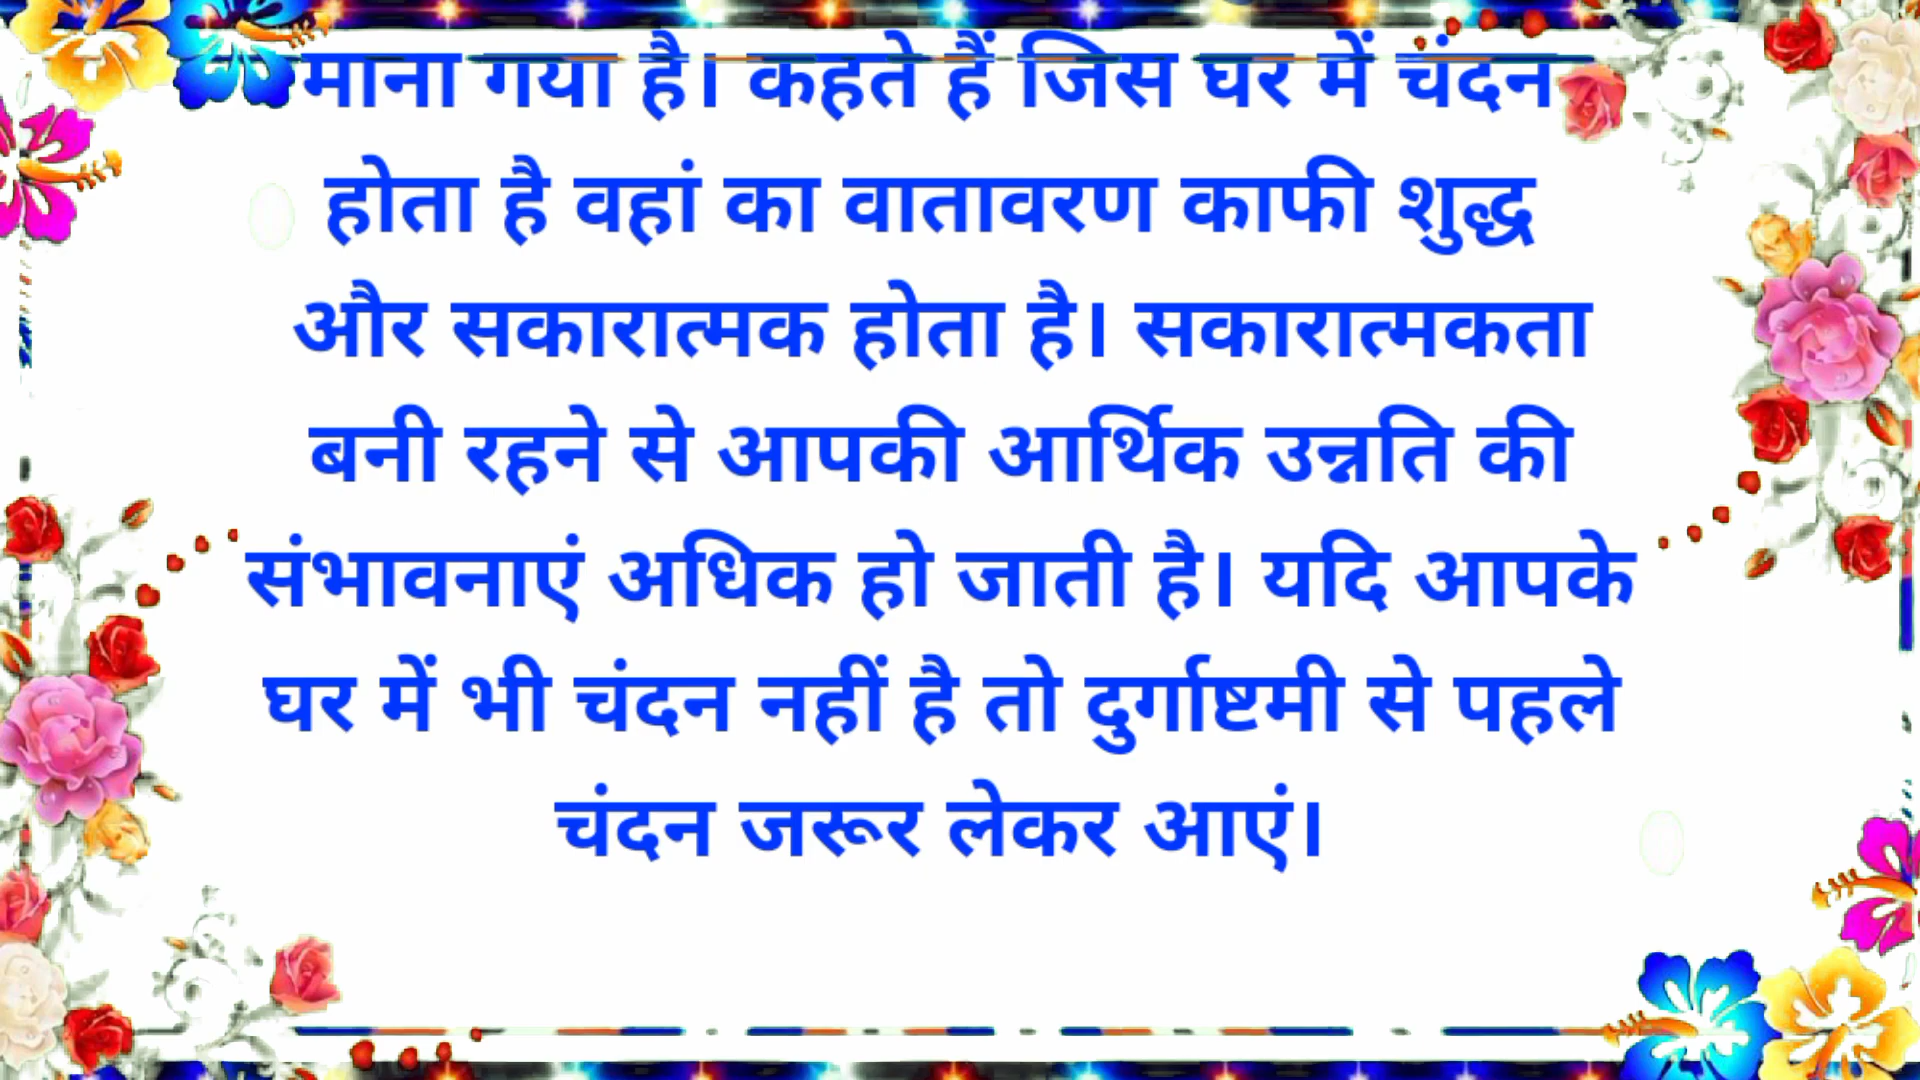 माना गया है। कहते हैं जिस घर में चंदन
होता है वहां का वातावरण काफी शुद्ध
और सकारात्मक होता है। सकारात्मकता
बनी रहने से आपकी आर्थिक उन्नति की
संभावनाएं अधिक हो जाती है। यदि आपके
घर में भी चंदन नहीं है तो दुर्गाष्टमी से पहले
चंदन जरूर लेकर आएं।